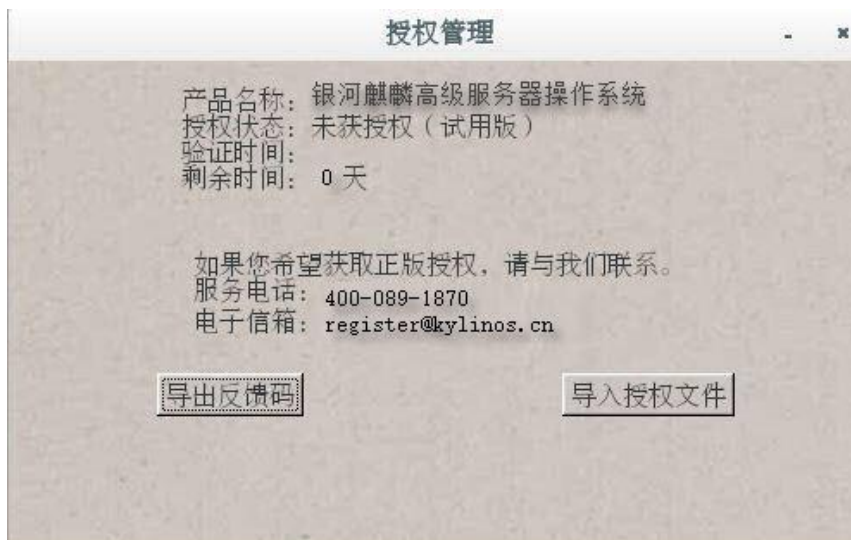 授权管理
产品名称: 银河麒麟高级服务器操作系统
授权状态: 未获授权（试用版）
验证时间:
剩余时间: 0 天
如果您希望获取正版授权，请与我们联系。
服务电话: 400-089-1870
电子信箱: register@kylinos.cn
导出反馈码
导入授权文件